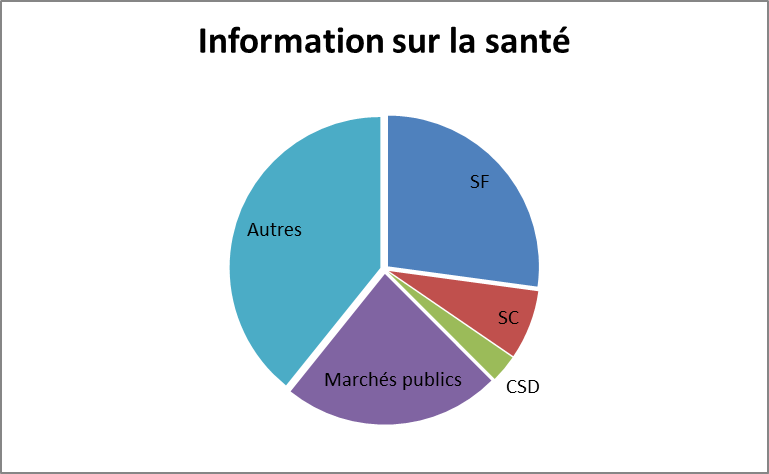 Information sur la santé
SF
Autres
SC
Marchés publics
CSD